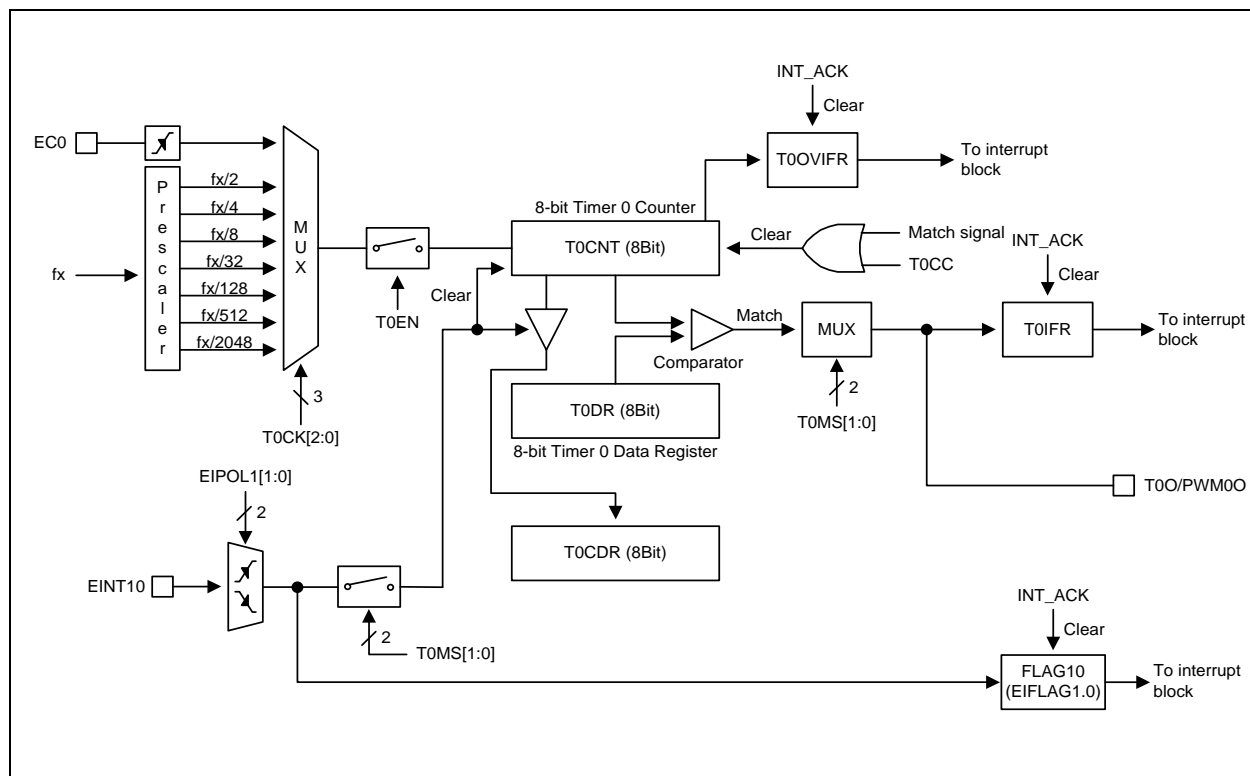 INT_ACK
Clear
EC0
T0OVIFR
To interrupt
block
Prescaler
fx/2
fx/4
fx/8
fx/32
fx/128
fx/512
fx/2048
fx
MUX
8-bit Timer 0 Counter
T0CNT (8Bit)
Clear
Match signal
T0CC
INT_ACK
Clear
T0EN
Clear
Match
MUX
T0IFR
To interrupt
block
Comparator
3
T0CK[2:0]
T0DR (8Bit)
2
T0MS[1:0]
8-bit Timer 0 Data Register
EIPOL1[1:0]
2
T0O/PWM0O
T0CDR (8Bit)
EINT10
2
T0MS[1:0]
INT_ACK
Clear
FLAG10
(EIFLAG1.0)
To interrupt
block